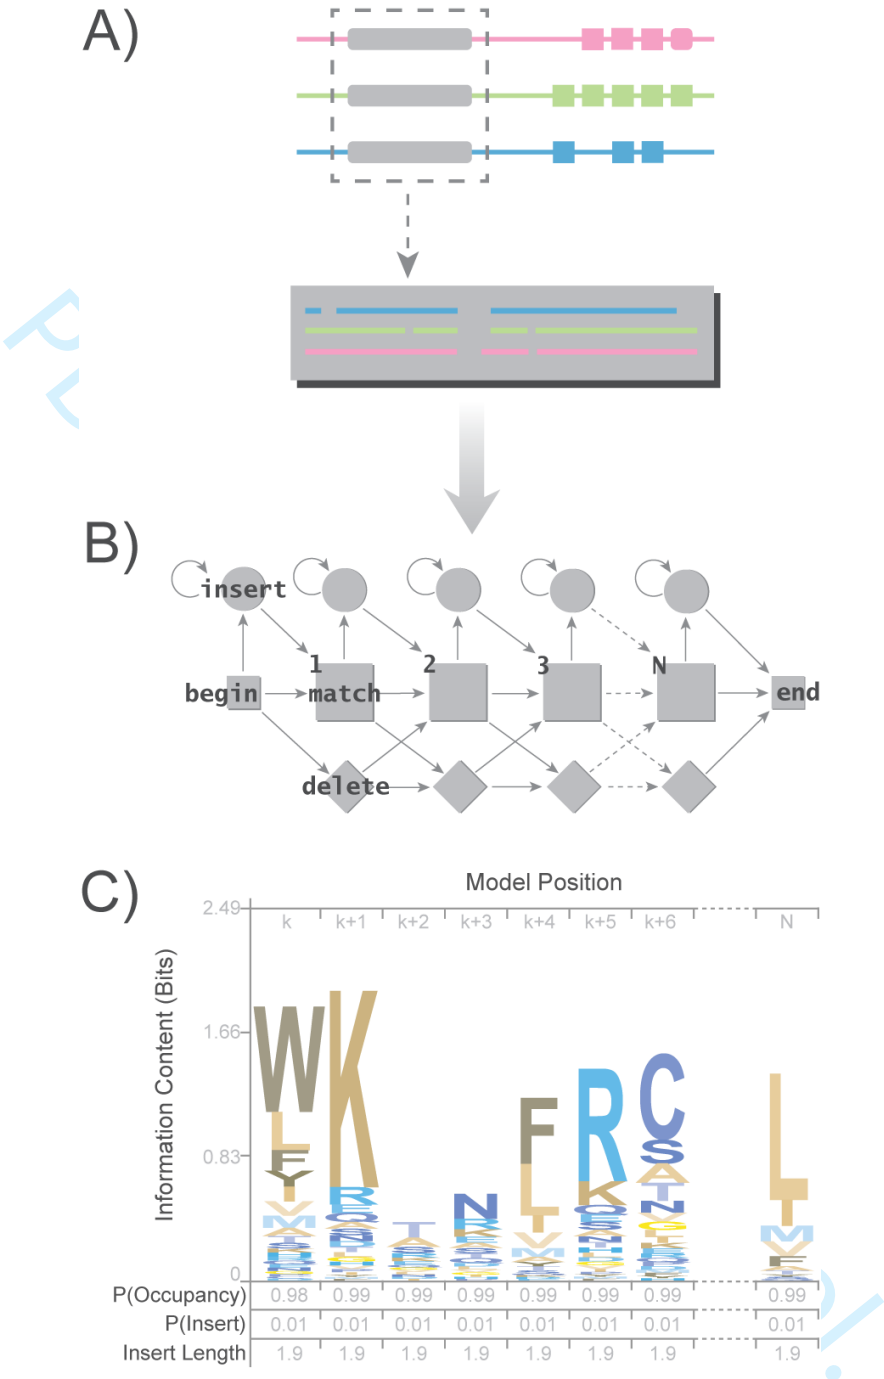 A)
B)
insert
1 2 3 N
begin match end
delete
C)
Model Position
2.49 k k+1 k+2 k+3 k+4 k+5 k+6 N
Information Content (Bits)
1.66
0.83
0
W K F R C L
L F Y I V M
R
T A
N
L I V M
K
S A T N
I M V F
P(Occupancy) 0.98 0.99 0.99 0.99 0.99 0.99 0.99 0.99
P(Insert) 0.01 0.01 0.01 0.01 0.01 0.01 0.01 0.01
Insert Length 1.9 1.9 1.9 1.9 1.9 1.9 1.9 1.9